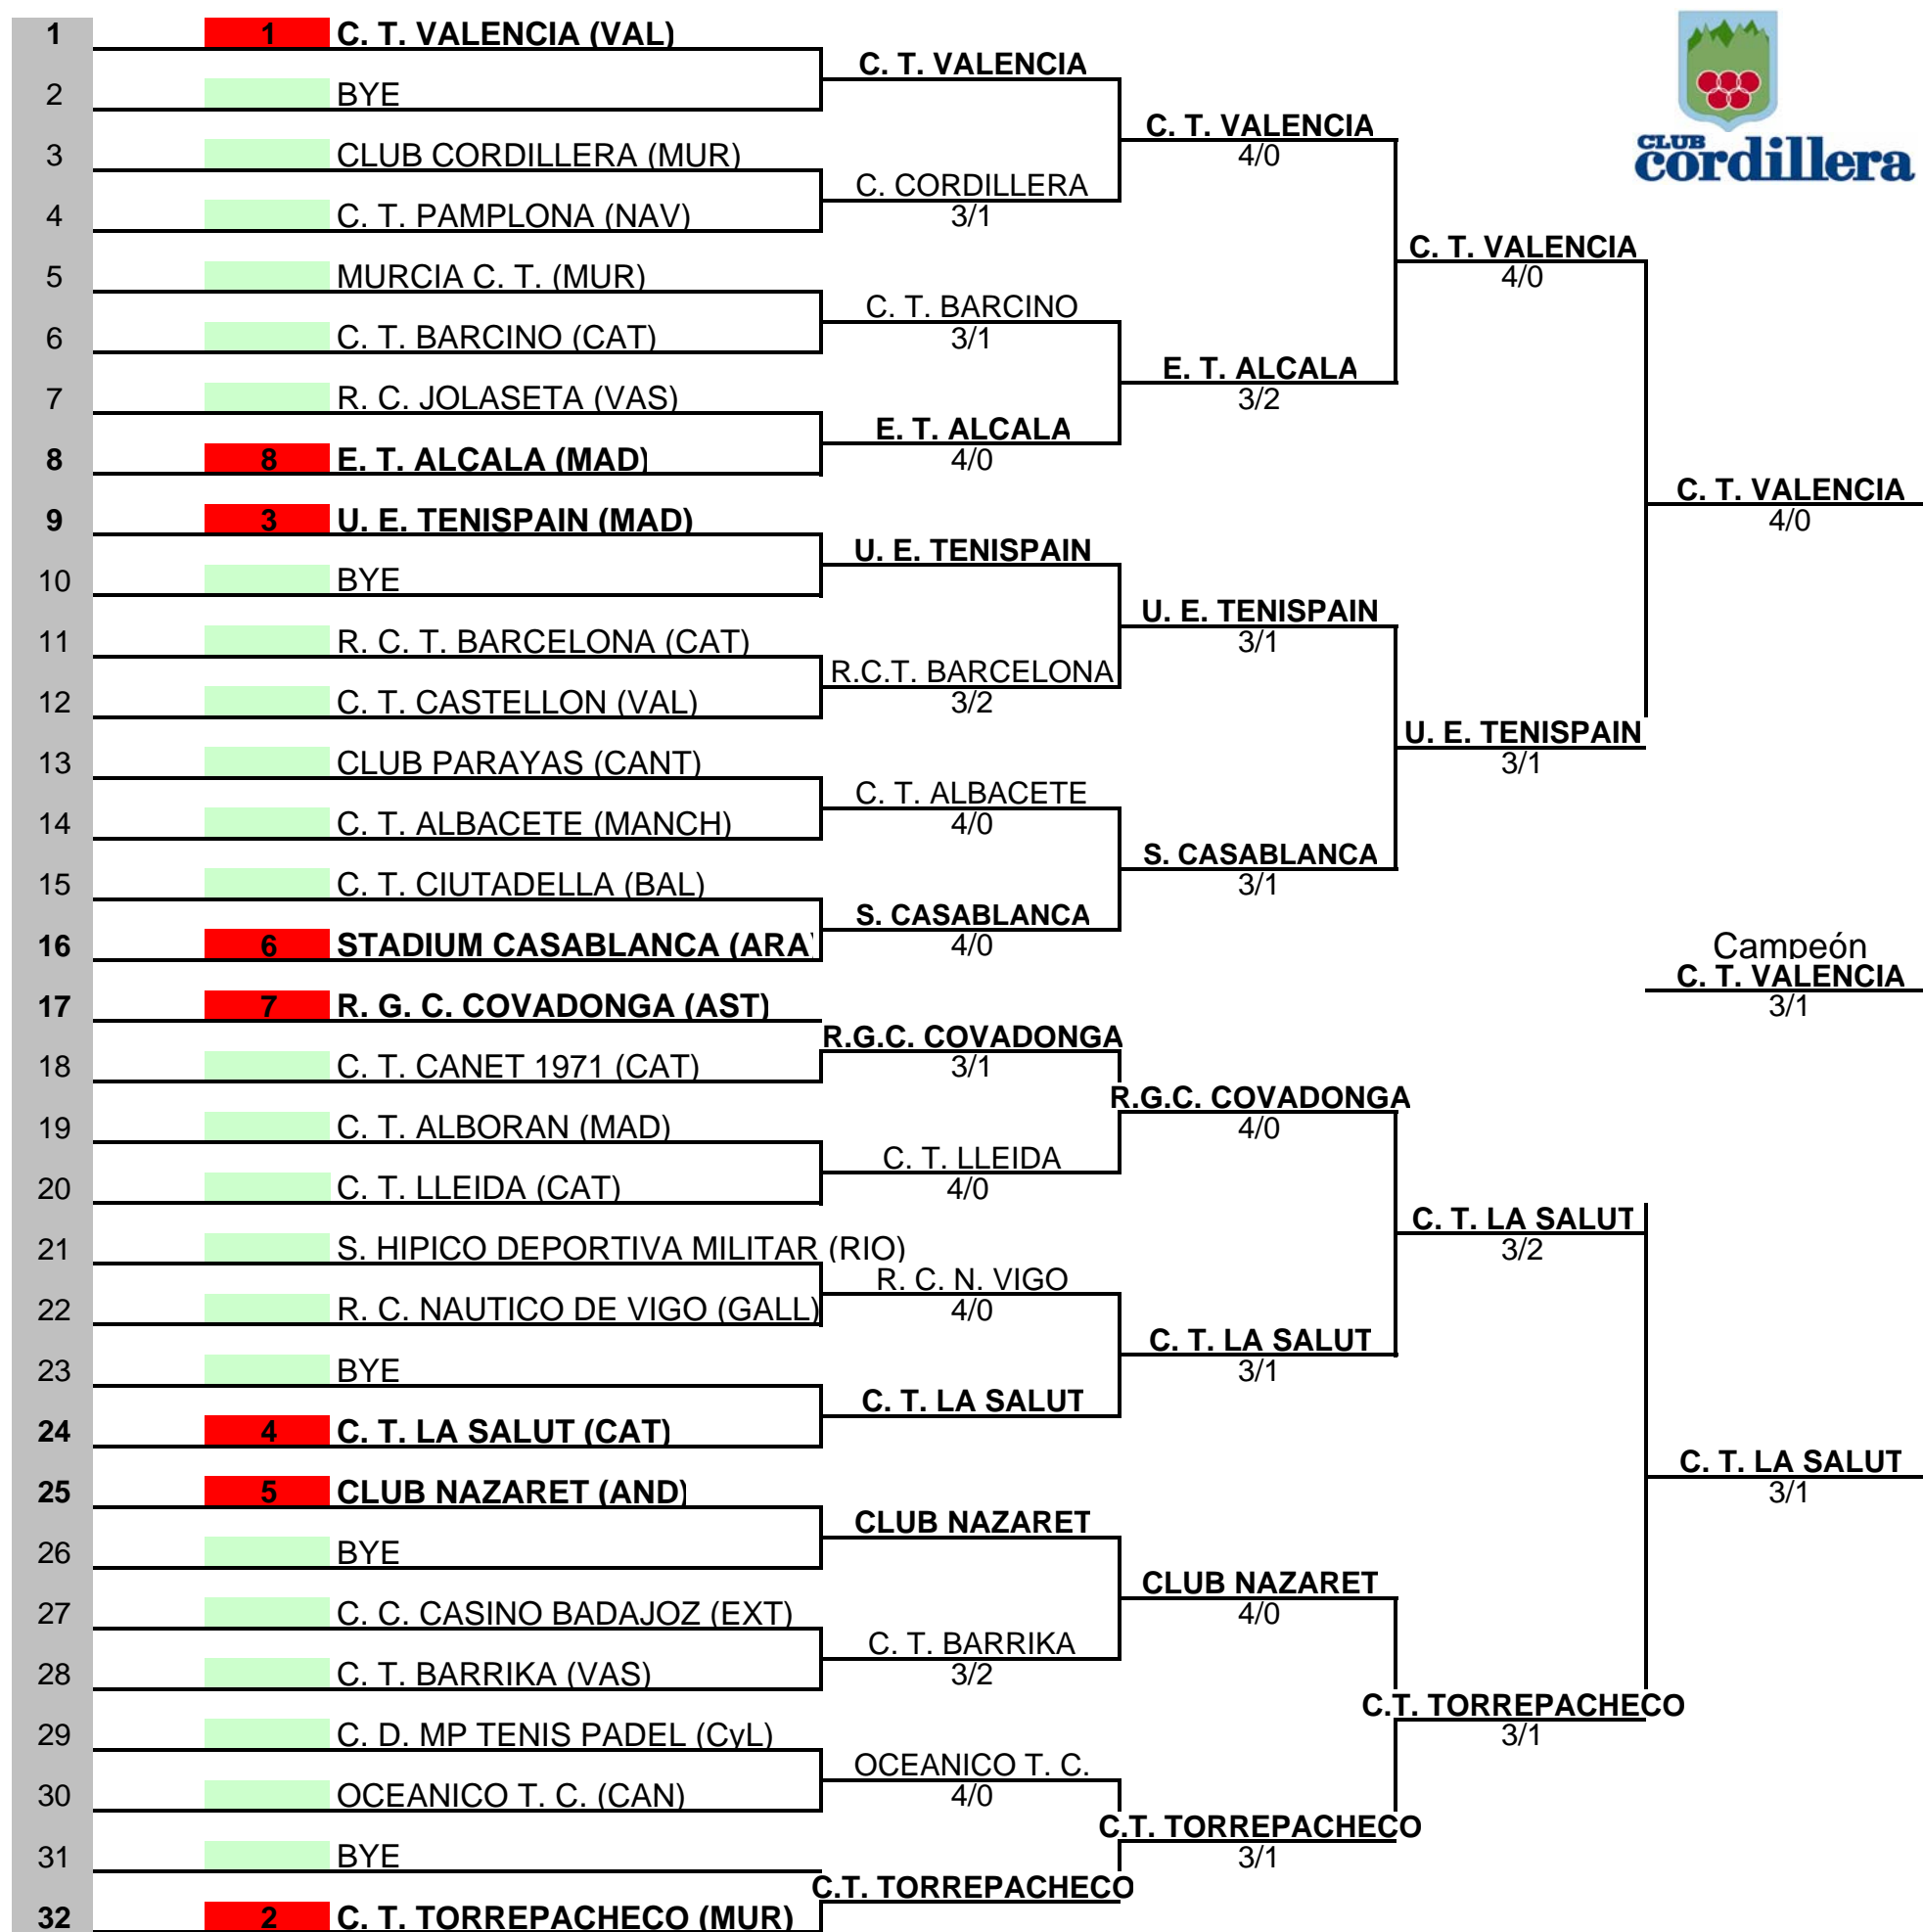 1 1 C. T. VALENCIA (VAL)
C. T. VALENCIA
2 BYE
C. T. VALENCIA
4/0
CLUB
cordillera
3 CLUB CORDILLERA (MUR)
C. CORDILLERA
3/1
4 C. T. PAMPLONA (NAV)
C. T. VALENCIA
4/0
5 MURCIA C. T. (MUR)
C. T. BARCINO
3/1
6 C. T. BARCINO (CAT)
E. T. ALCALA
3/2
7 R. C. JOLASETA (VAS)
E. T. ALCALA
4/0
8 8 E. T. ALCALA (MAD)
C. T. VALENCIA
4/0
9 3 U. E. TENISPAIN (MAD)
U. E. TENISPAIN
10 BYE
U. E. TENISPAIN
3/1
11 R. C. T. BARCELONA (CAT)
R.C.T. BARCELONA
3/2
12 C. T. CASTELLON (VAL)
U. E. TENISPAIN
3/1
13 CLUB PARAYAS (CANT)
C. T. ALBACETE
4/0
14 C. T. ALBACETE (MANCH)
S. CASABLANCA
3/1
15 C. T. CIUTADELLA (BAL)
S. CASABLANCA
4/0
16 6 STADIUM CASABLANCA (ARA)
Campeón
C. T. VALENCIA
3/1
17 7 R. G. C. COVADONGA (AST)
R.G.C. COVADONGA
3/1
18 C. T. CANET 1971 (CAT)
R.G.C. COVADONGA
4/0
19 C. T. ALBORAN (MAD)
C. T. LLEIDA
4/0
20 C. T. LLEIDA (CAT)
C. T. LA SALUT
3/2
21 S. HIPICO DEPORTIVA MILITAR (RIO)
R. C. N. VIGO
4/0
22 R. C. NAUTICO DE VIGO (GALL)
C. T. LA SALUT
3/1
23 BYE
C. T. LA SALUT
24 4 C. T. LA SALUT (CAT)
C. T. LA SALUT
3/1
25 5 CLUB NAZARET (AND)
CLUB NAZARET
26 BYE
CLUB NAZARET
4/0
27 C. C. CASINO BADAJOZ (EXT)
C. T. BARRIKA
3/2
28 C. T. BARRIKA (VAS)
C.T. TORREPACHECO
3/1
29 C. D. MP TENIS PADEL (CyL)
OCEANICO T. C.
4/0
30 OCEANICO T. C. (CAN)
C.T. TORREPACHECO
3/1
31 BYE
C.T. TORREPACHECO
32 2 C. T. TORREPACHECO (MUR)